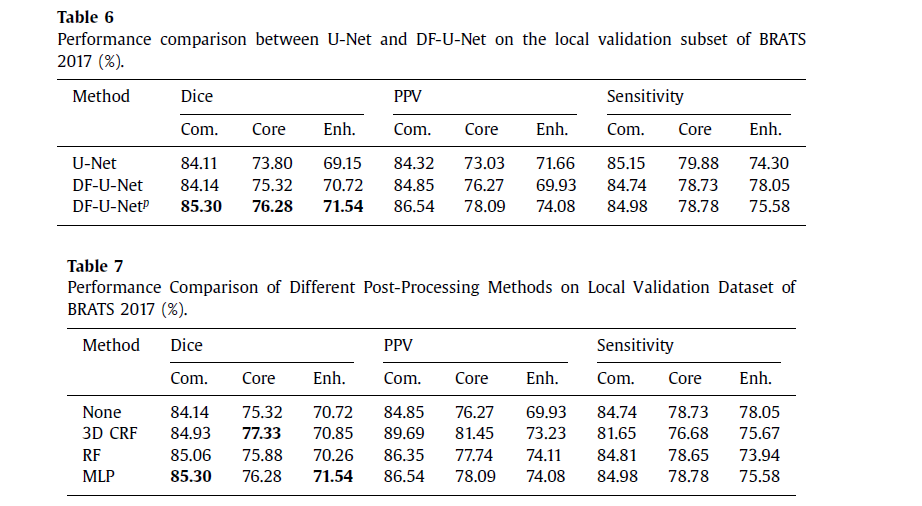 Table 6
Performance comparison between U-Net and DF-U-Net on the local validation subset of BRATS
2017 (%).
Method Dice PPV Sensitivity
Com. Core Enh. Com. Core Enh. Com. Core Enh.
U-Net 84.11 73.80 69.15 84.32 73.03 71.66 85.15 79.88 74.30
DF-U-Net 84.14 75.32 70.72 84.85 76.27 69.93 84.74 78.73 78.05
DF-U-Netᵖ 85.30 76.28 71.54 86.54 78.09 74.08 84.98 78.78 75.58
Table 7
Performance Comparison of Different Post-Processing Methods on Local Validation Dataset of
BRATS 2017 (%).
Method Dice PPV Sensitivity
Com. Core Enh. Com. Core Enh. Com. Core Enh.
None 84.14 75.32 70.72 84.85 76.27 69.93 84.74 78.73 78.05
3D CRF 84.93 77.33 70.85 89.69 81.45 73.23 81.65 76.68 75.67
RF 85.06 75.88 70.26 86.35 77.74 74.11 84.81 78.65 73.94
MLP 85.30 76.28 71.54 86.54 78.09 74.08 84.98 78.78 75.58